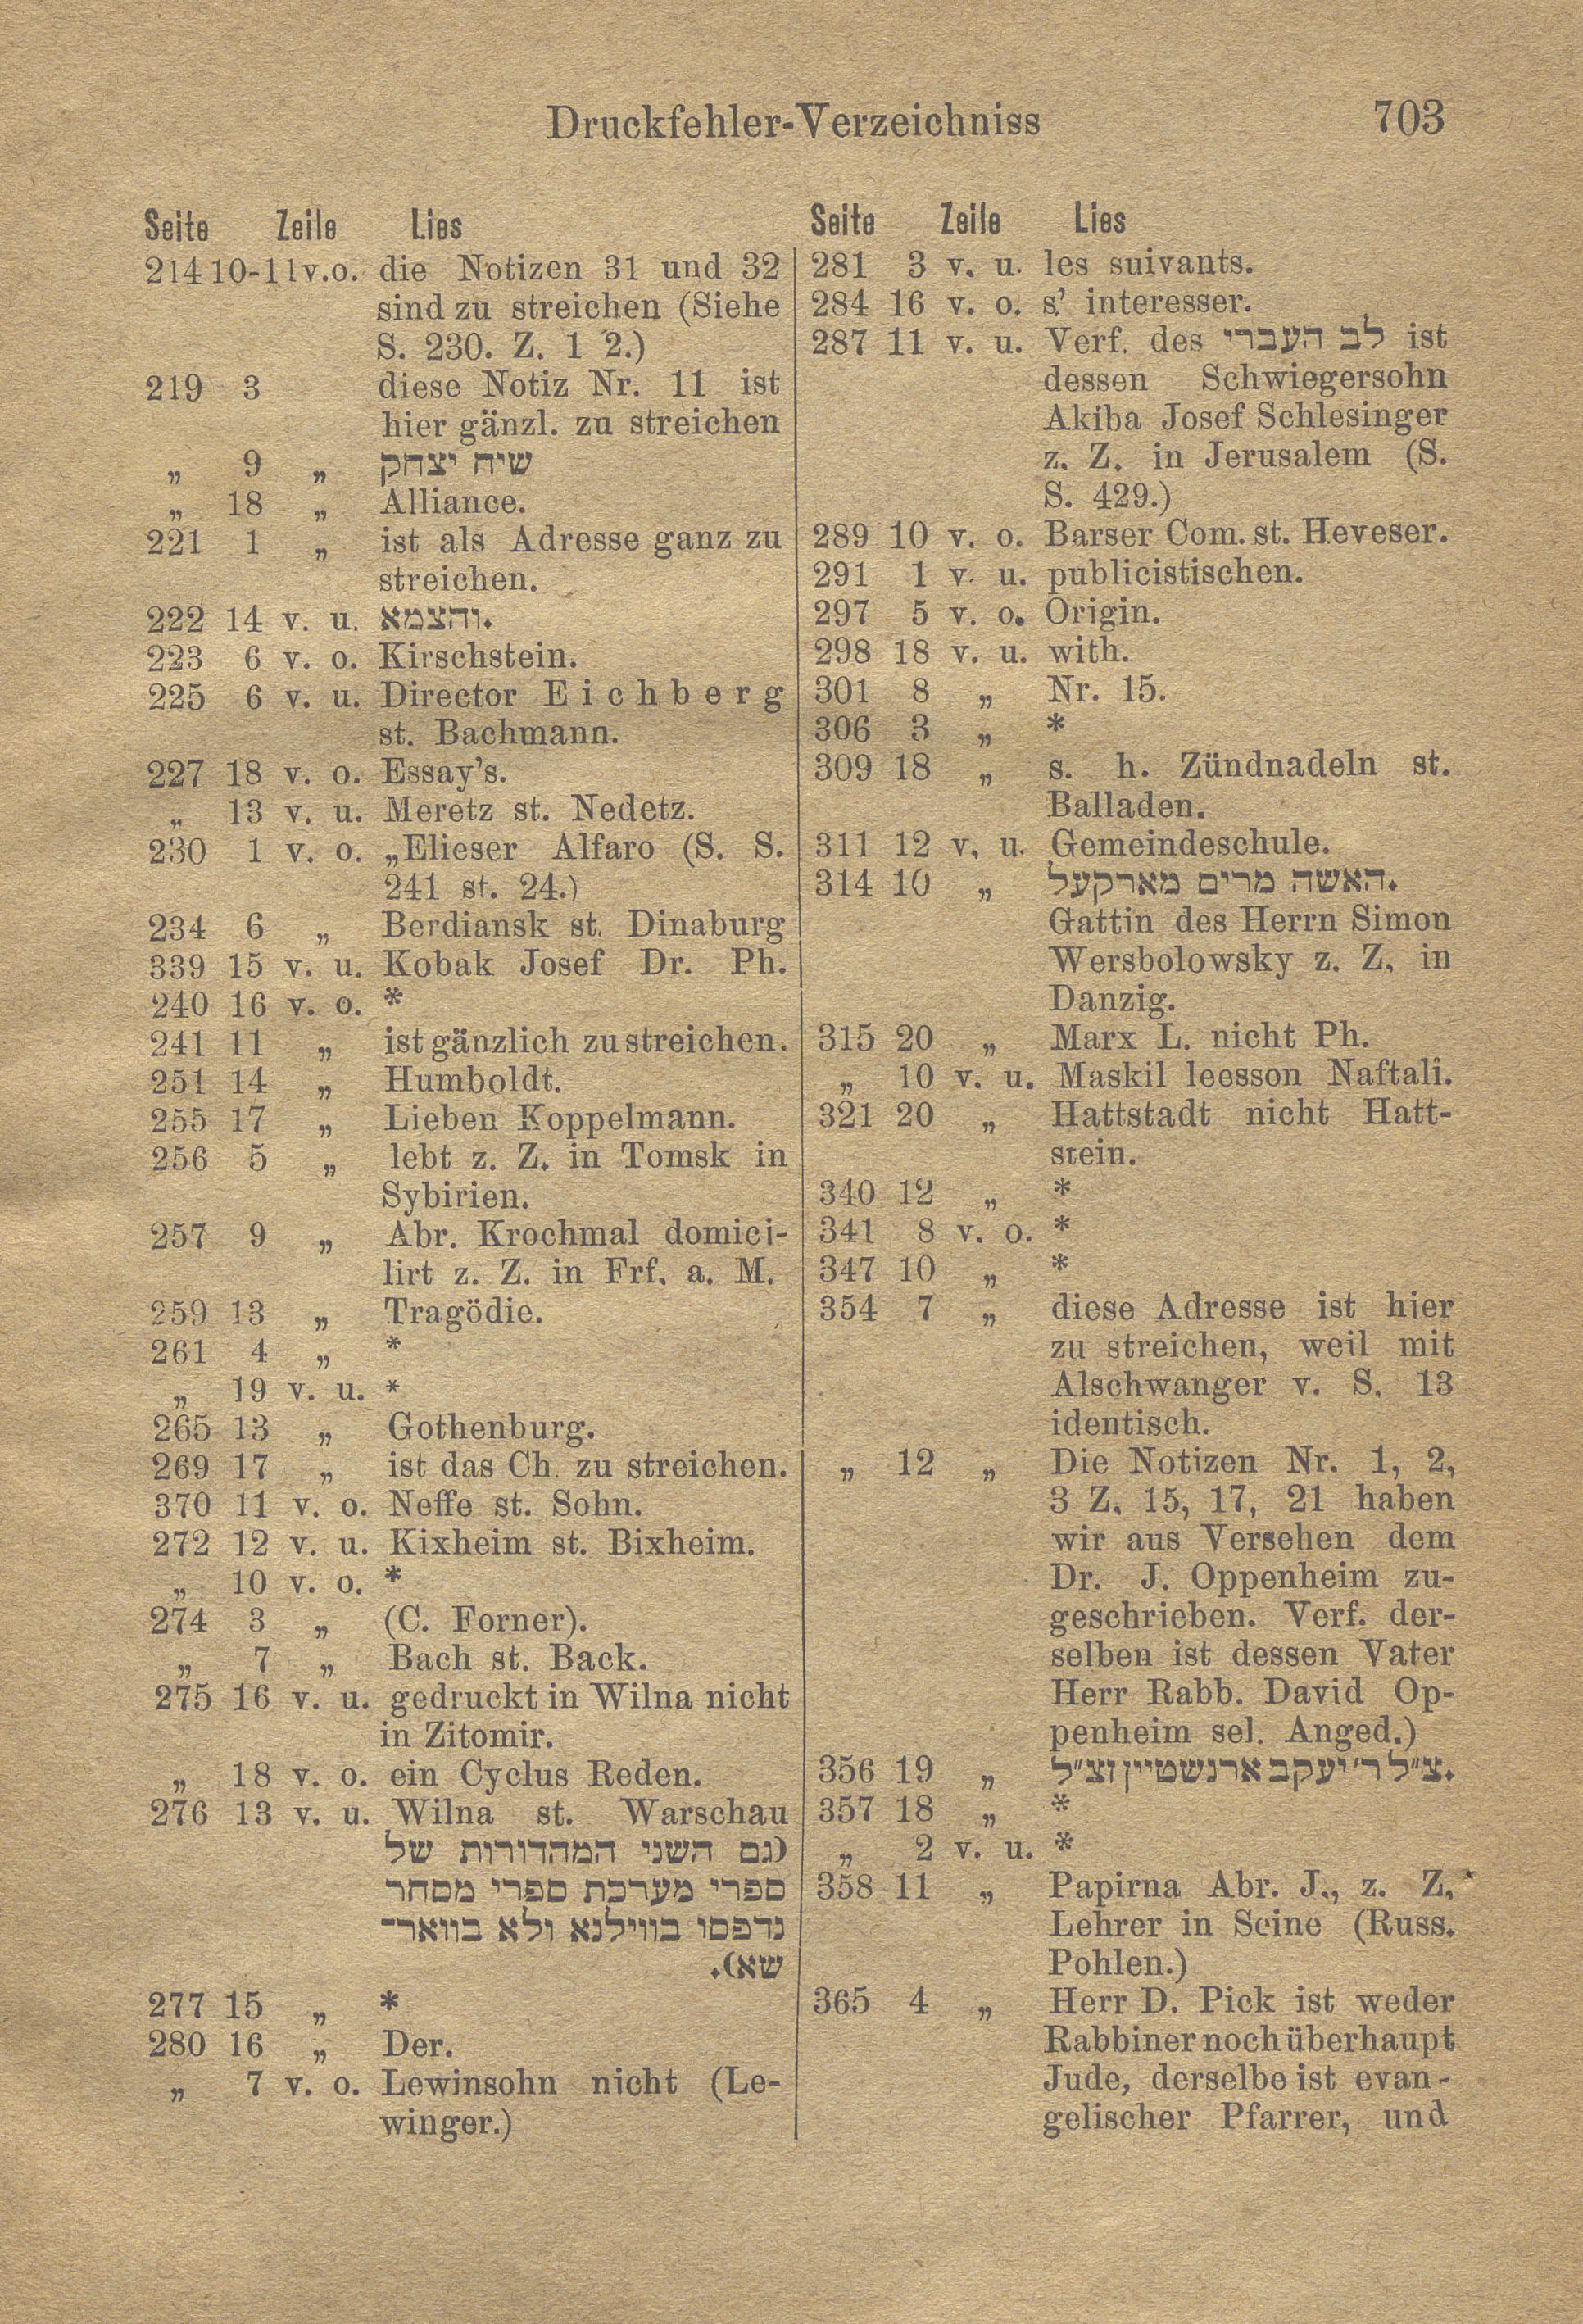 Druckfehler-Verzeichniss 703
Seite Zeile Lies
214 10-11 v.o. die Notizen 31 und 32
sind zu streichen (Siehe
S. 230. Z. 1 2.)
219 3 diese Notiz Nr. 11 ist
hier gänzl. zu streichen
„ 9 „ שיח יצחק
„ 18 „ Alliance.
221 1 „ ist als Adresse ganz zu
streichen.
222 14 v. u. והצמא.
223 6 v. o. Kirschstein.
225 6 v. u. Director Eichberg
st. Bachmann.
227 18 v. o. Essay's.
„ 13 v. u. Meretz st. Nedetz.
230 1 v. o. „Elieser Alfaro (S. S.
241 st. 24.)
234 6 „ Berdiansk st. Dinaburg
339 15 v. u. Kobak Josef Dr. Ph.
240 16 v. o. *
241 11 „ ist gänzlich zu streichen.
251 14 „ Humboldt.
255 17 „ Lieben Koppelmann.
256 5 „ lebt z. Z. in Tomsk in
Sybirien.
257 9 „ Abr. Krochmal domici-
lirt z. Z. in Frf. a. M.
259 13 „ Tragödie.
261 4 „ *
„ 19 v. u. *
265 13 „ Gothenburg.
269 17 „ ist das Ch. zu streichen.
370 11 v. o. Neffe st. Sohn.
272 12 v. u. Kixheim st. Bixheim.
„ 10 v. o. *
274 3 „ (C. Forner).
„ 7 „ Bach st. Back.
275 16 v. u. gedruckt in Wilna nicht
in Zitomir.
„ 18 v. o. ein Cyclus Reden.
276 13 v. u. Wilna st. Warschau
(גם השני המהדורות של
ספרי מערכת ספרי מסחר
נדפסו בווילנא ולא בוואר־
שא).
277 15 „ *
280 16 „ Der.
„ 7 v. o. Lewinsohn nicht (Le-
winger.)
Seite Zeile Lies
281 3 v. u. les suivants.
284 16 v. o. s' interesser.
287 11 v. u. Verf. des לב העברי ist
dessen Schwiegersohn
Akiba Josef Schlesinger
z. Z. in Jerusalem (S.
S. 429.)
289 10 v. o. Barser Com. st. Heveser.
291 1 v. u. publicistischen.
297 5 v. o. Origin.
298 18 v. u. with.
301 8 „ Nr. 15.
306 3 „ *
309 18 „ s. h. Zündnadeln st.
Balladen.
311 12 v. u. Gemeindeschule.
314 10 „ האשה מרים מארקעל.
Gattin des Herrn Simon
Wersbolowsky z. Z. in
Danzig.
315 20 „ Marx L. nicht Ph.
„ 10 v. u. Maskil leesson Naftali.
321 20 „ Hattstadt nicht Hatt-
stein.
340 12 „ *
341 8 v. o. *
347 10 „ *
354 7 „ diese Adresse ist hier
zu streichen, weil mit
Alschwanger v. S. 13
identisch.
„ 12 „ Die Notizen Nr. 1, 2,
3 Z. 15, 17, 21 haben
wir aus Versehen dem
Dr. J. Oppenheim zu-
geschrieben. Verf. der-
selben ist dessen Vater
Herr Rabb. David Op-
penheim sel. Anged.)
356 19 „ צ״ל ר׳ יעקב ארנשטיין זצ״ל.
357 18 „ *
„ 2 v. u. *
358 11 „ Papirna Abr. J., z. Z.
Lehrer in Seine (Russ.
Pohlen.)
365 4 „ Herr D. Pick ist weder
Rabbiner noch überhaupt
Jude, derselbe ist evan-
gelischer Pfarrer, und